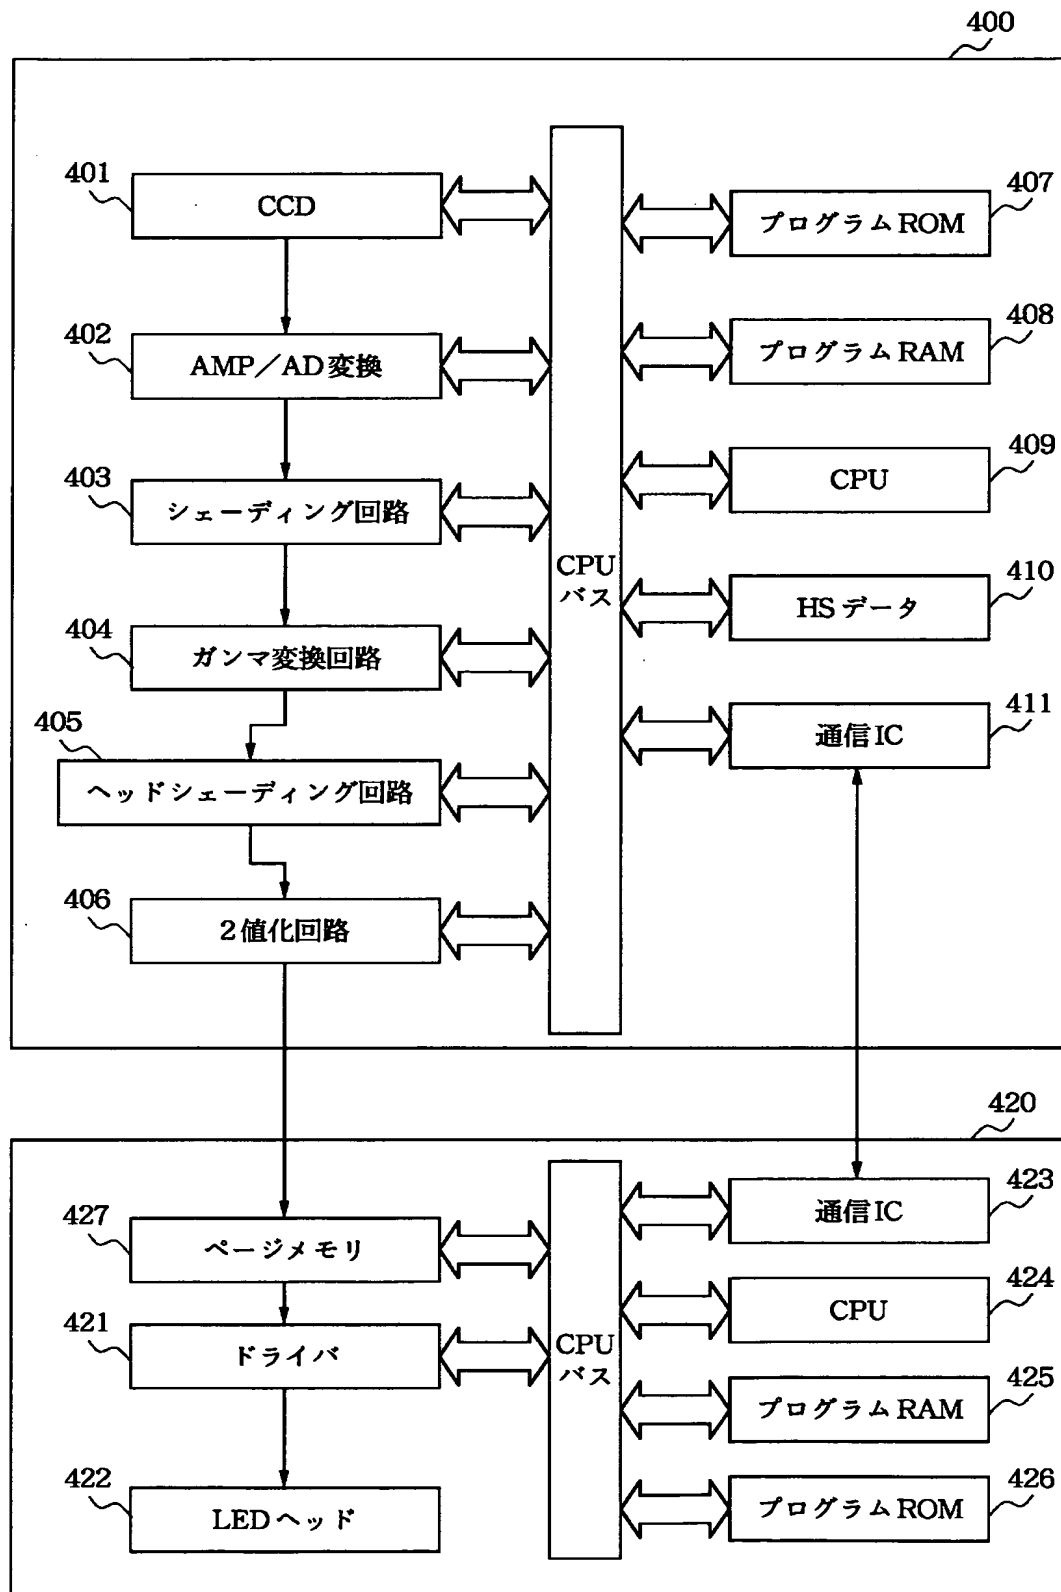 400
401
CCD
402
AMP／AD変換
403
シェーディング回路
404
ガンマ変換回路
405
ヘッドシェーディング回路
406
2値化回路
CPU
バス
407
プログラムROM
408
プログラムRAM
409
CPU
410
HSデータ
411
通信IC
420
427
ページメモリ
421
ドライバ
422
LEDヘッド
CPU
バス
423
通信IC
424
CPU
425
プログラムRAM
426
プログラムROM